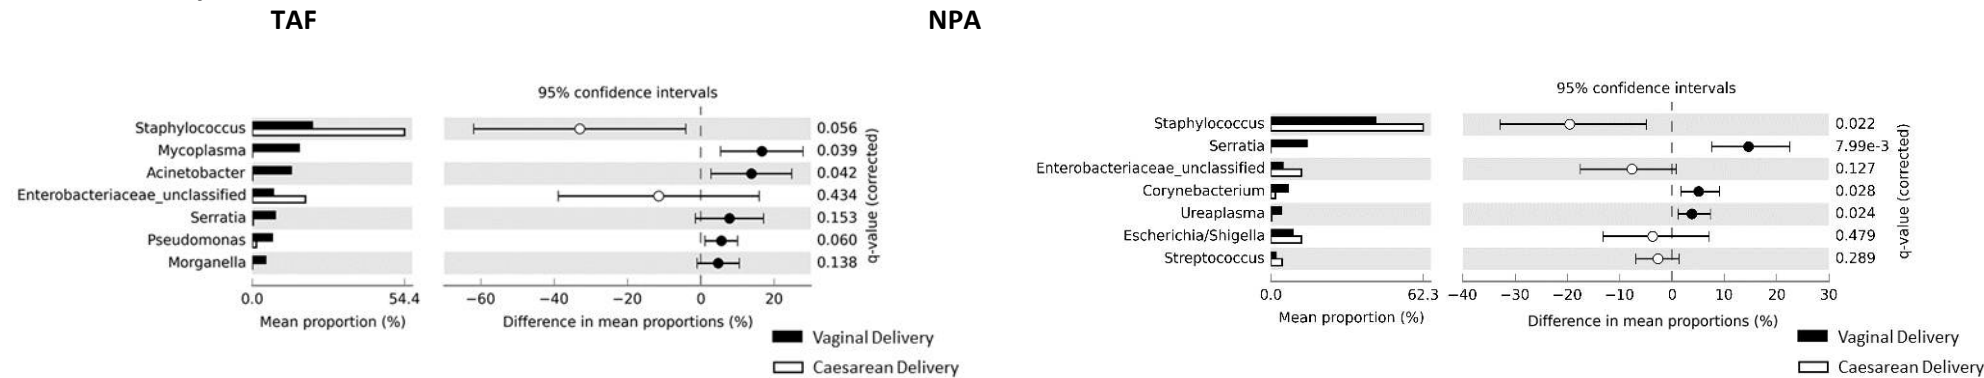 TAF
95% confidence intervals
Staphylococcus 0.056
Mycoplasma 0.039
Acinetobacter 0.042
Enterobacteriaceae_unclassified 0.434
Serratia 0.153
Pseudomonas 0.060
Morganella 0.138
q-value (corrected)
0.0 54.4 −60 −40 −20 0 20
Mean proportion (%) Difference in mean proportions (%)
Vaginal Delivery
Caesarean Delivery
NPA
95% confidence intervals
Staphylococcus 0.022
Serratia 7.99e-3
Enterobacteriaceae_unclassified 0.127
Corynebacterium 0.028
Ureaplasma 0.024
Escherichia/Shigella 0.479
Streptococcus 0.289
q-value (corrected)
0.0 62.3 −40 −30 −20 −10 0 10 20 30
Mean proportion (%) Difference in mean proportions (%)
Vaginal Delivery
Caesarean Delivery